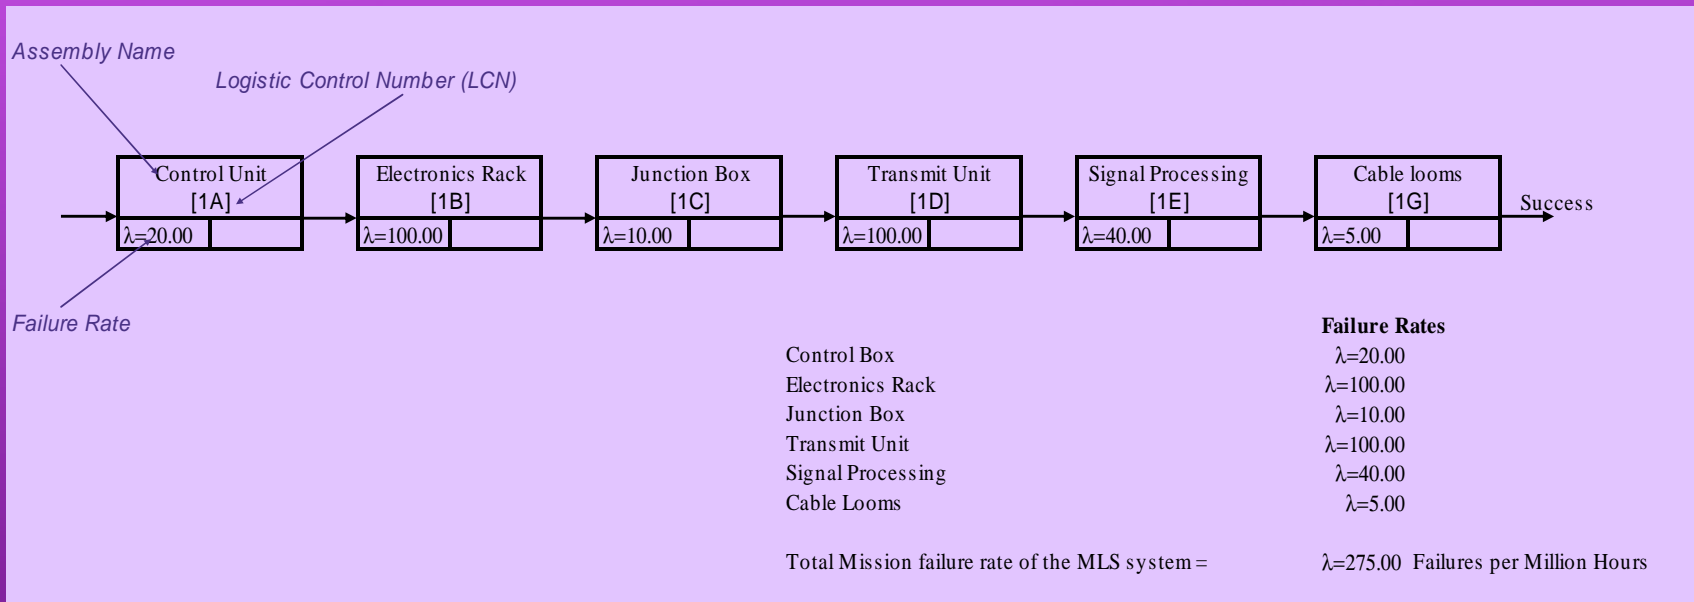 Assembly Name
Logistic Control Number (LCN)
Control Unit
[1A]
λ=20.00
Electronics Rack
[1B]
λ=100.00
Junction Box
[1C]
λ=10.00
Transmit Unit
[1D]
λ=100.00
Signal Processing
[1E]
λ=40.00
Cable looms
[1G]
λ=5.00
Success
Failure Rate
Failure Rates
Control Box λ=20.00
Electronics Rack λ=100.00
Junction Box λ=10.00
Transmit Unit λ=100.00
Signal Processing λ=40.00
Cable Looms λ=5.00
Total Mission failure rate of the MLS system = λ=275.00 Failures per Million Hours